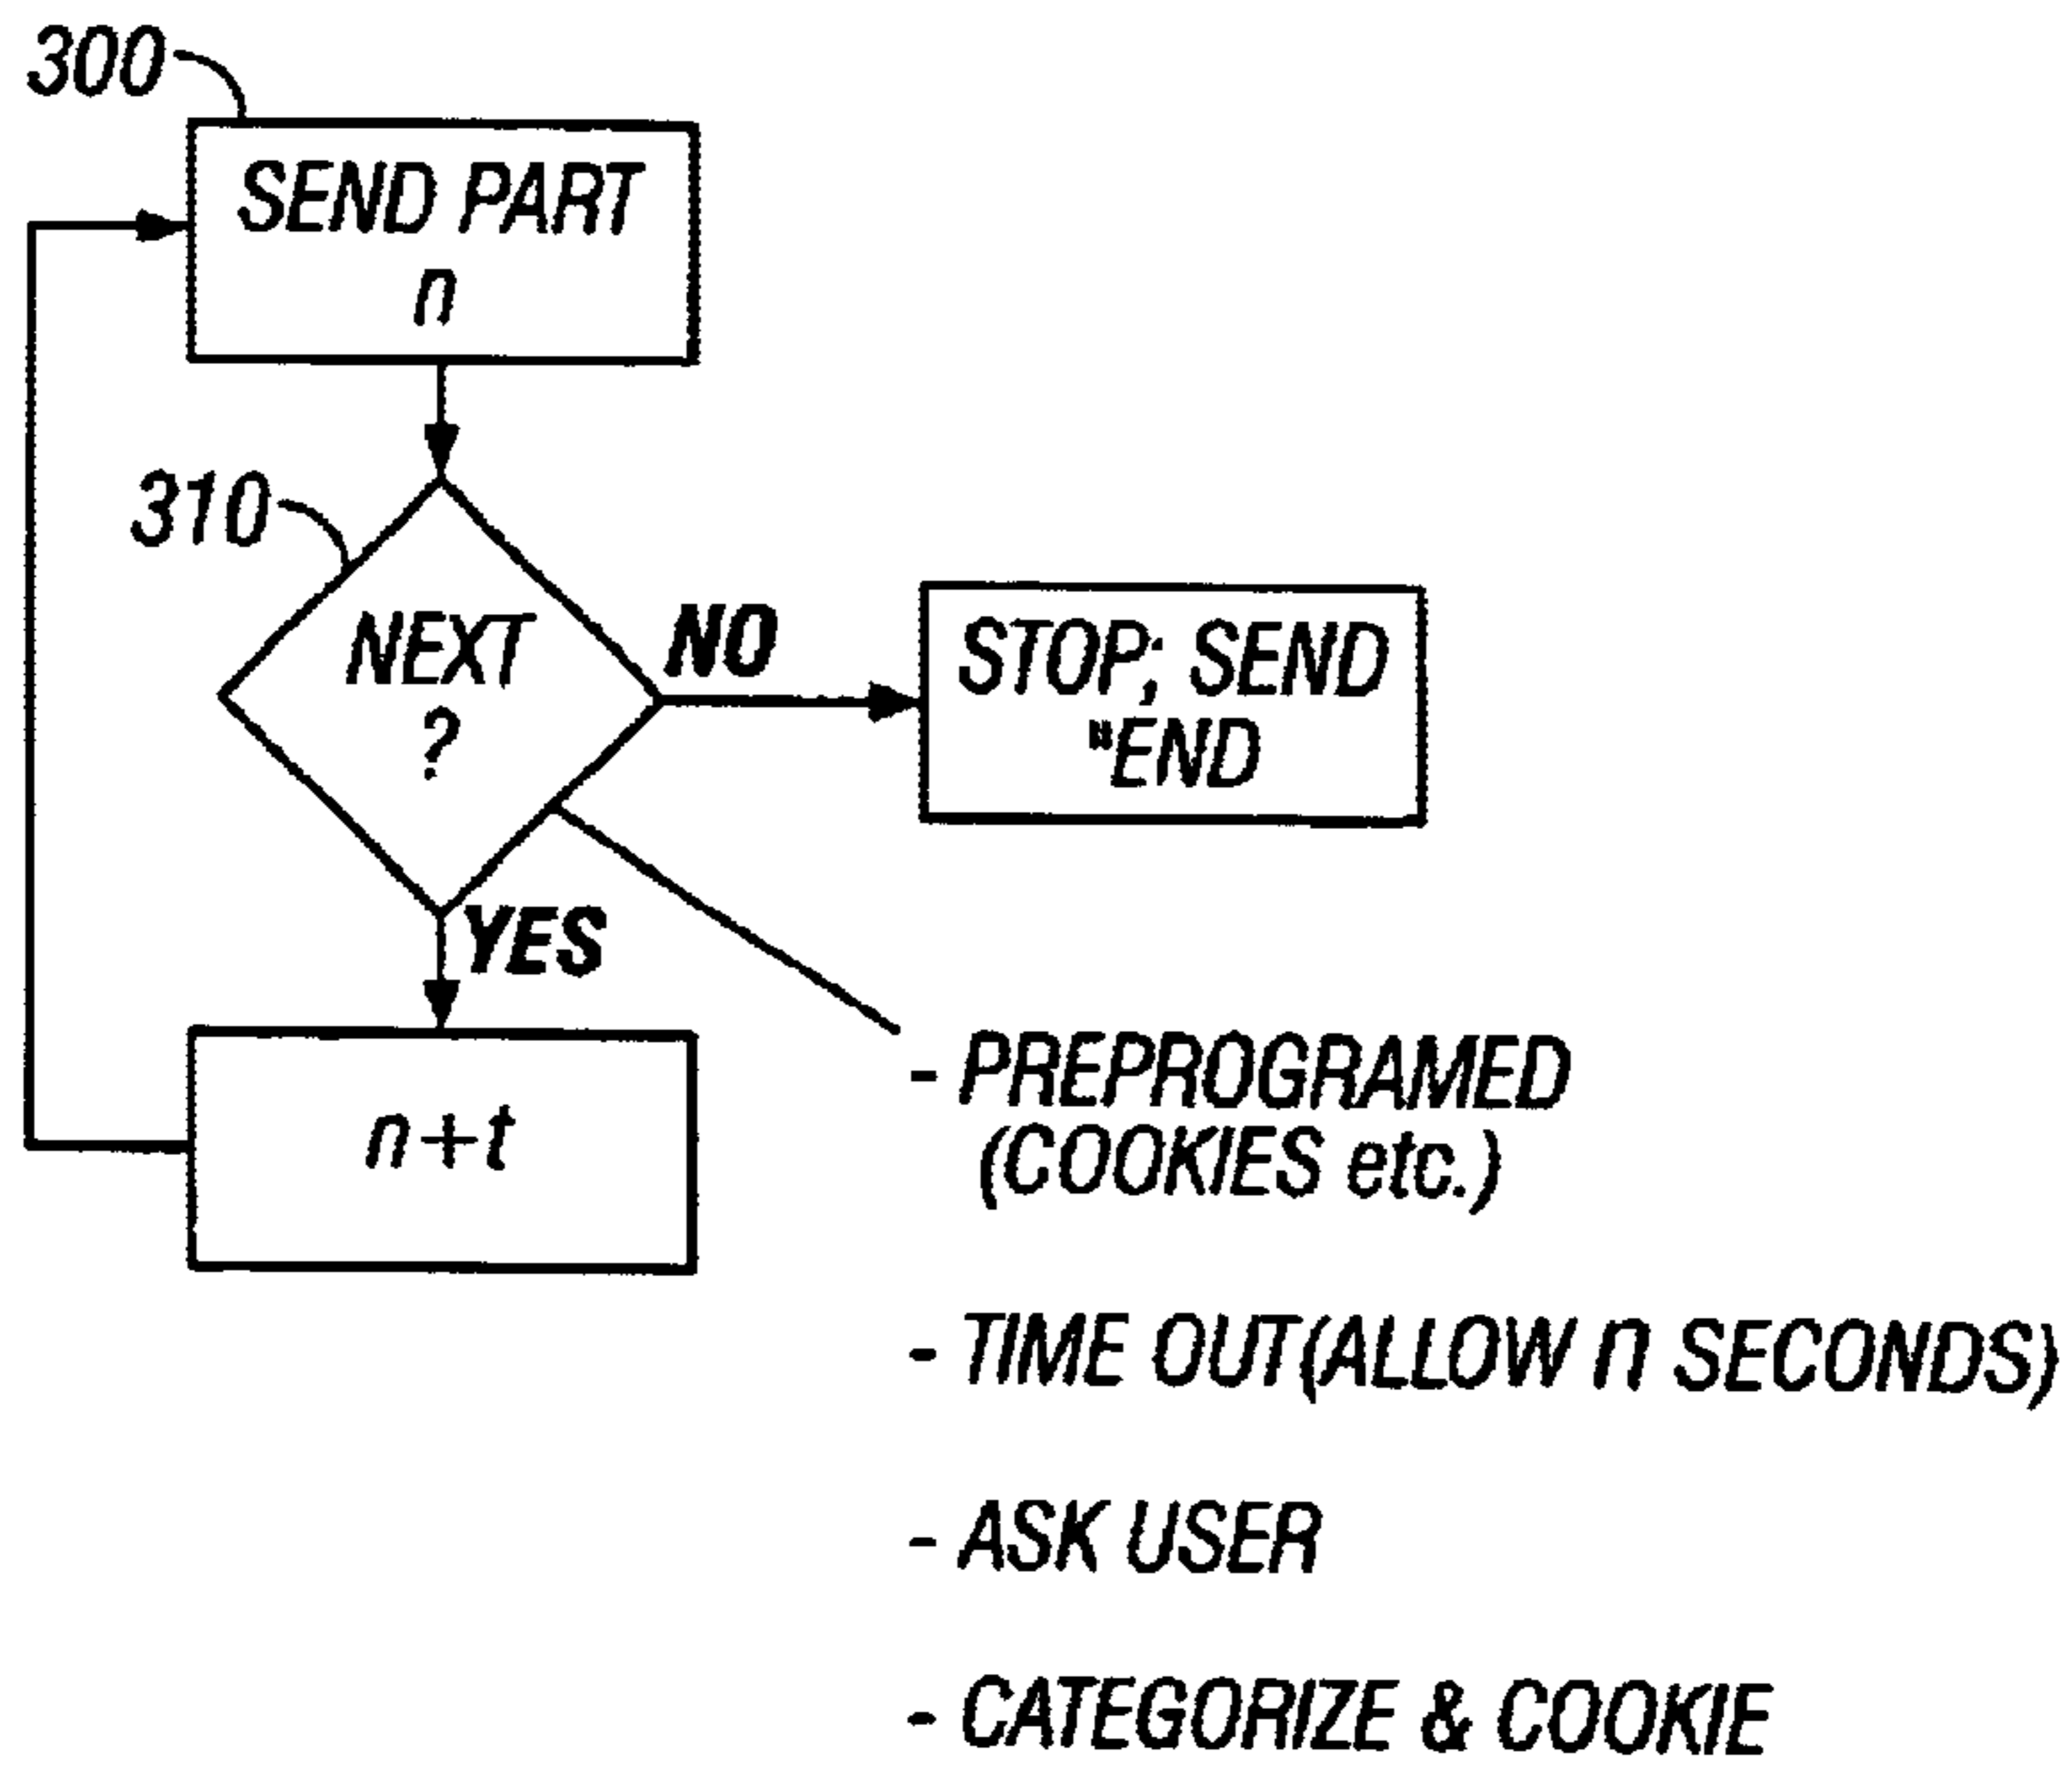 300
SEND PART
n
310
NEXT
?
NO
STOP; SEND
"END
YES
n+t
- PREPROGRAMED
(COOKIES etc.)
- TIME OUT(ALLOW n SECONDS)
- ASK USER
- CATEGORIZE & COOKIE